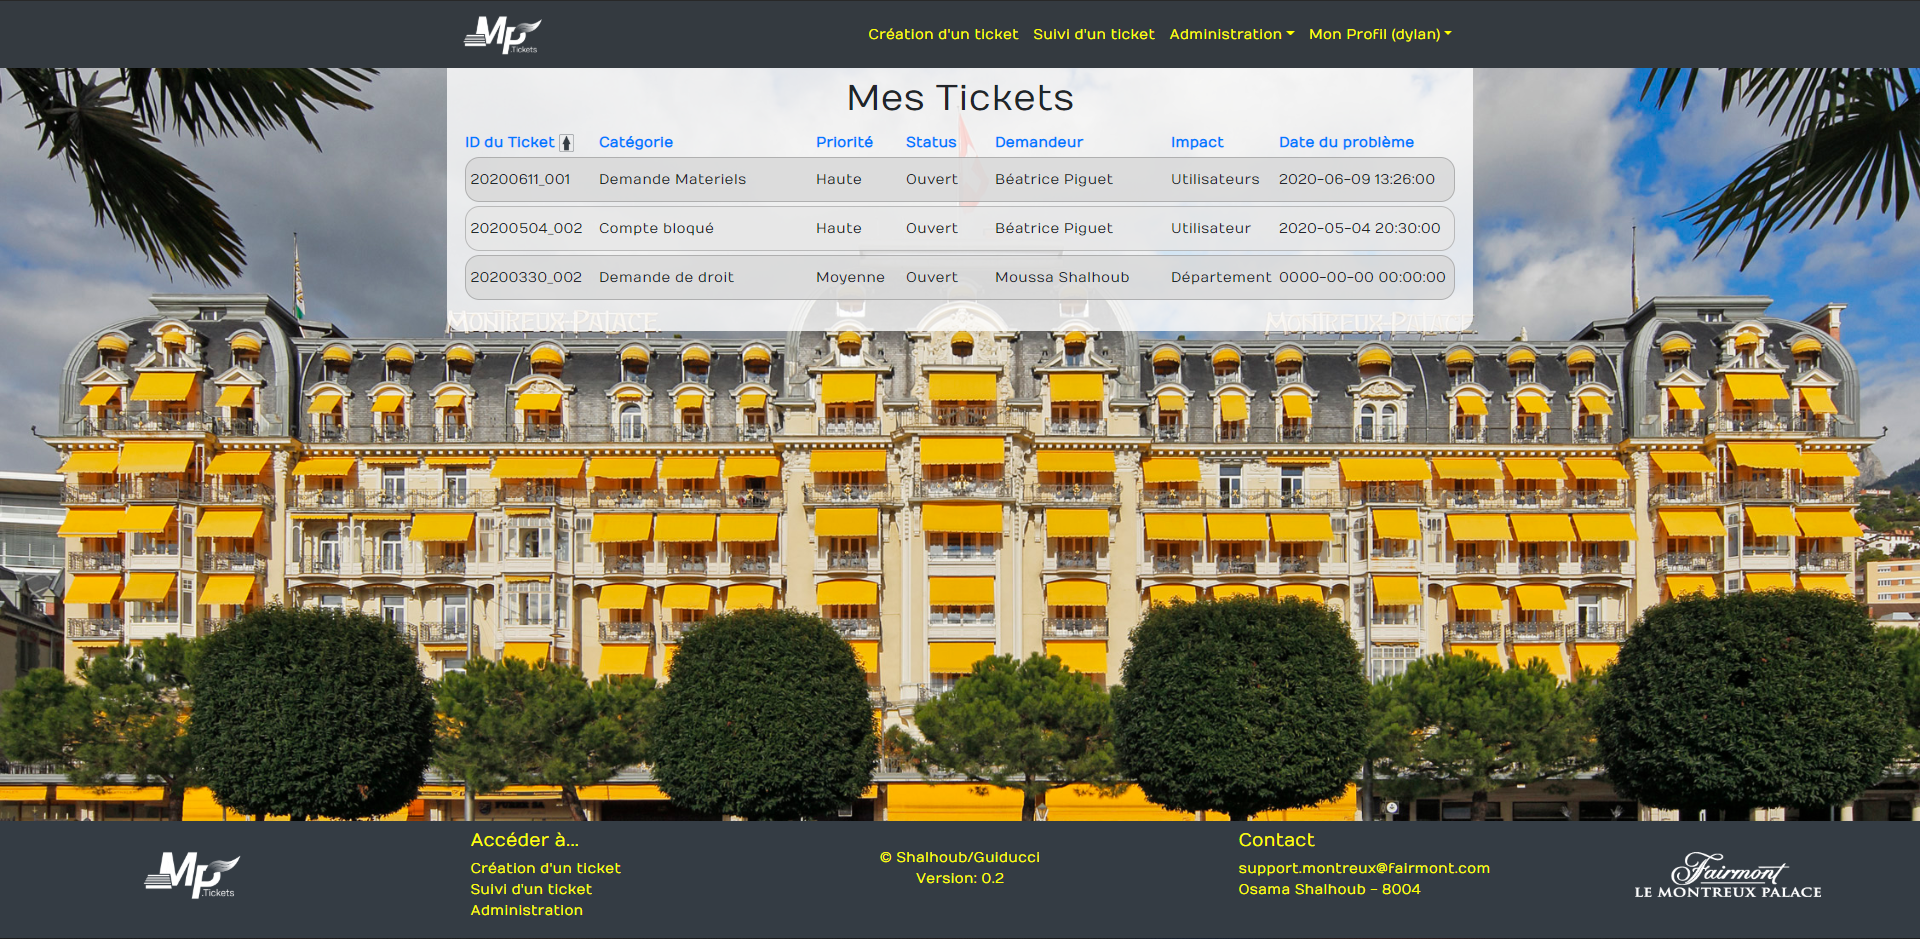 Mp
.Tickets
Création d'un ticket Suivi d'un ticket Administration Mon Profil (dylan)
Mes Tickets
ID du Ticket Catégorie Priorité Status Demandeur Impact Date du problème
20200611_001 Demande Materiels Haute Ouvert Béatrice Piguet Utilisateurs 2020-06-09 13:26:00
20200504_002 Compte bloqué Haute Ouvert Béatrice Piguet Utilisateur 2020-05-04 20:30:00
20200330_002 Demande de droit Moyenne Ouvert Moussa Shalhoub Département 0000-00-00 00:00:00
MONTREUX-PALACE MONTREUX-PALACE
Mp
.Tickets
Accéder à...
Création d'un ticket
Suivi d'un ticket
Administration
© Shalhoub/Guiducci
Version: 0.2
Contact
support.montreux@fairmont.com
Osama Shalhoub - 8004
Fairmont
LE MONTREUX PALACE